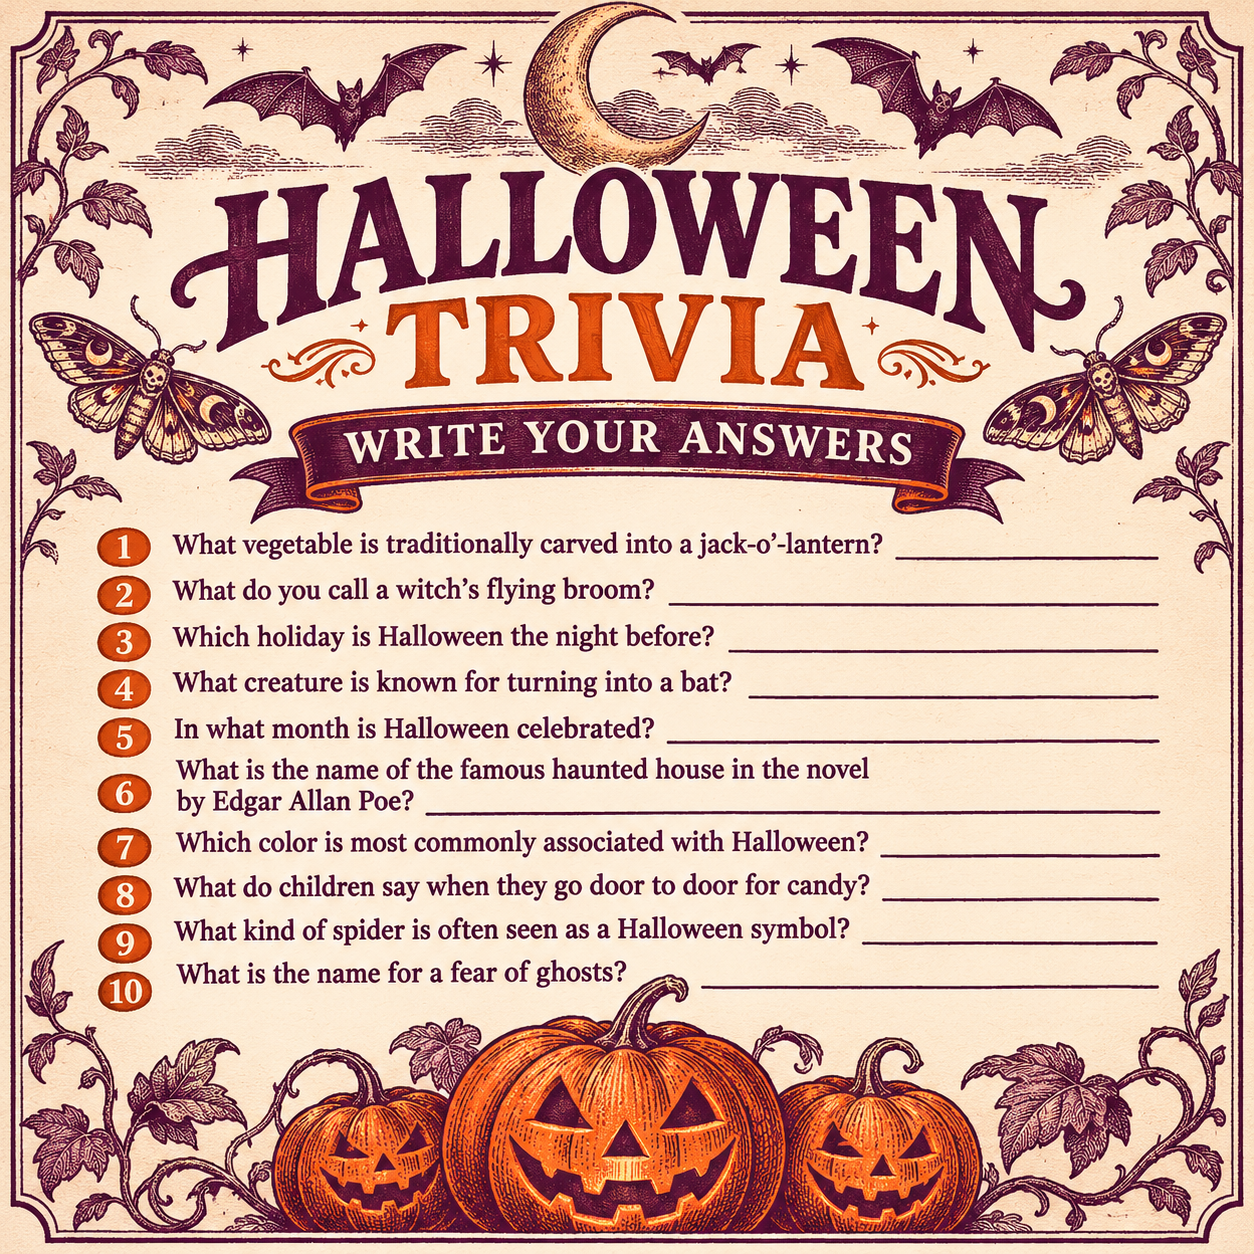 HALLOWEEN
TRIVIA
WRITE YOUR ANSWERS
1 What vegetable is traditionally carved into a jack-o’-lantern?
2 What do you call a witch’s flying broom?
3 Which holiday is Halloween the night before?
4 What creature is known for turning into a bat?
5 In what month is Halloween celebrated?
6 What is the name of the famous haunted house in the novel
by Edgar Allan Poe?
7 Which color is most commonly associated with Halloween?
8 What do children say when they go door to door for candy?
9 What kind of spider is often seen as a Halloween symbol?
10 What is the name for a fear of ghosts?